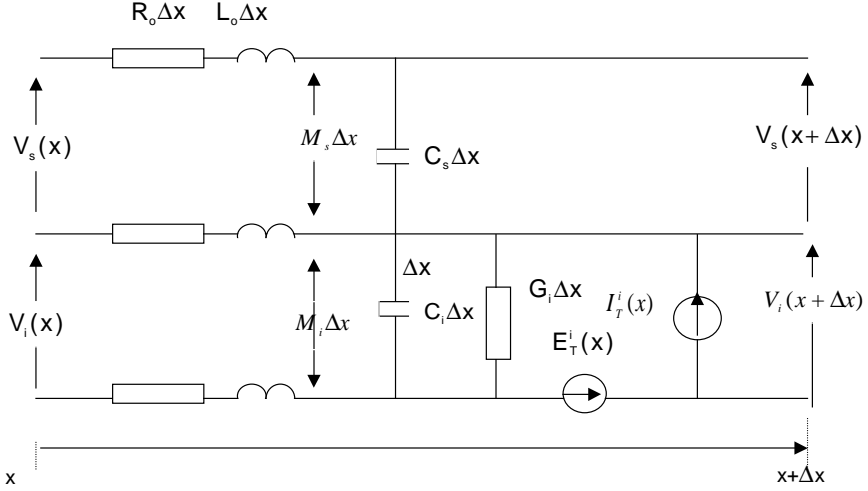 RₒΔx LₒΔx
Vₛ(x)
MₛΔx
CₛΔx
Vₛ(x+Δx)
Δx
Vᵢ(x)
MᵢΔx
CᵢΔx
GᵢΔx
I_T^i(x)
Vᵢ(x + Δx)
E_T^i(x)
x
x+Δx